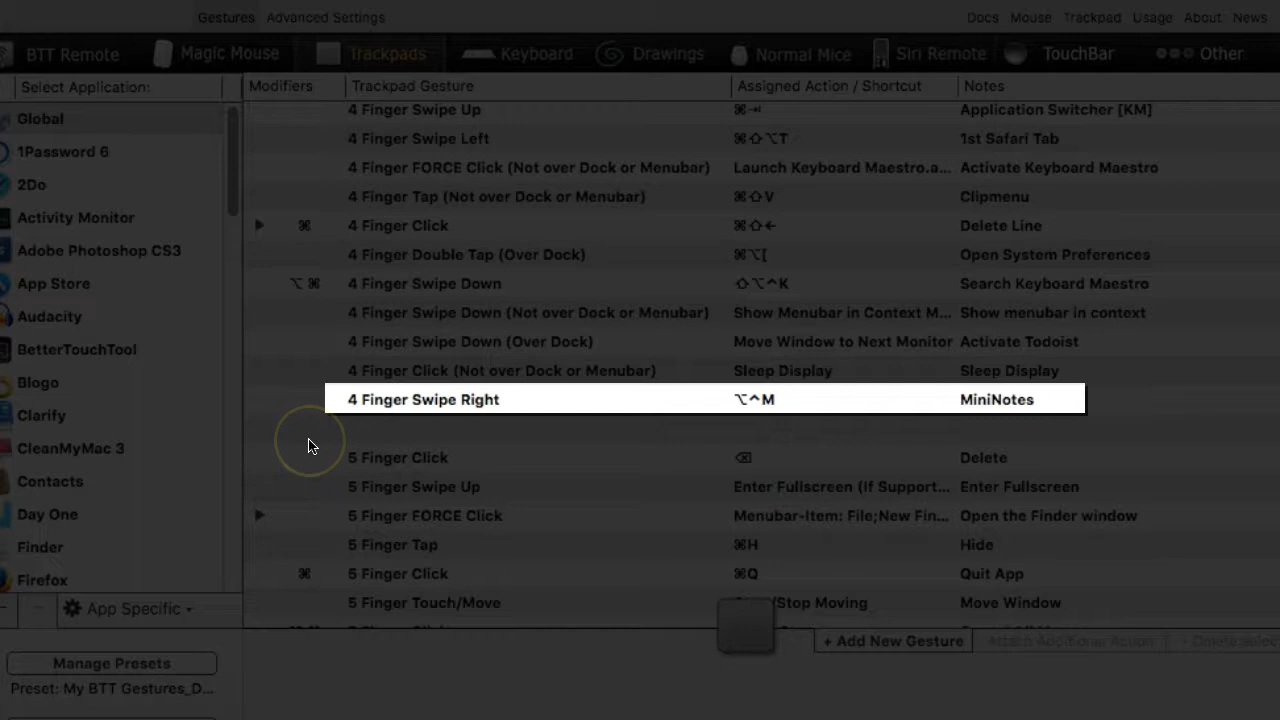 Gestures Advanced Settings Docs Mouse Trackpad Usage About News
BTT Remote Magic Mouse Trackpads Keyboard Drawings Normal Mice Siri Remote TouchBar Other
Select Application: Modifiers Trackpad Gesture Assigned Action / Shortcut Notes
Global
1Password 6
2Do
Activity Monitor
Adobe Photoshop CS3
App Store
Audacity
BetterTouchTool
Blogo
Clarify
CleanMyMac 3
Contacts
Day One
Finder
Firefox
4 Finger Swipe Up ⌘⇥ Application Switcher [KM]
4 Finger Swipe Left ⌘⇧⌥T 1st Safari Tab
4 Finger FORCE Click (Not over Dock or Menubar) Launch Keyboard Maestro.a... Activate Keyboard Maestro
4 Finger Tap (Not over Dock or Menubar) ⌘⇧V Clipmenu
⌘ 4 Finger Click ⌘⇧← Delete Line
4 Finger Double Tap (Over Dock) ⌘⌥[ Open System Preferences
⌥⌘ 4 Finger Swipe Down ⇧⌥^K Search Keyboard Maestro
4 Finger Swipe Down (Not over Dock or Menubar) Show Menubar in Context M... Show menubar in context
4 Finger Swipe Down (Over Dock) Move Window to Next Monitor Activate Todoist
4 Finger Click (Not over Dock or Menubar) Sleep Display Sleep Display
4 Finger Swipe Right ⌥^M MiniNotes
5 Finger Click ⌫ Delete
5 Finger Swipe Up Enter Fullscreen (If Support... Enter Fullscreen
5 Finger FORCE Click Menubar-Item: File;New Fin... Open the Finder window
5 Finger Tap ⌘H Hide
⌘ 5 Finger Click ⌘Q Quit App
5 Finger Touch/Move /Stop Moving Move Window
App Specific
+ Add New Gesture Attach Additional Action - Delete selec
Manage Presets
Preset: My BTT Gestures_D...